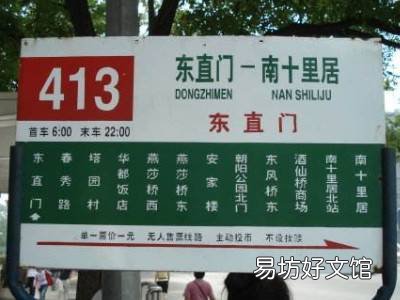 413
东直门－南十里居
DONGZHIMEN NAN SHILIJU
东直门
首车 6:00 末车 22:00
东直门
春秀路
塔园村
华都饭店
燕莎桥西
燕莎桥东
安家楼
朝阳公园北门
东风桥东
酒仙桥商场
南十里居北站
南十里居
单一票价一元 无人售票线路 主动投币 不设找赎
易坊好文馆